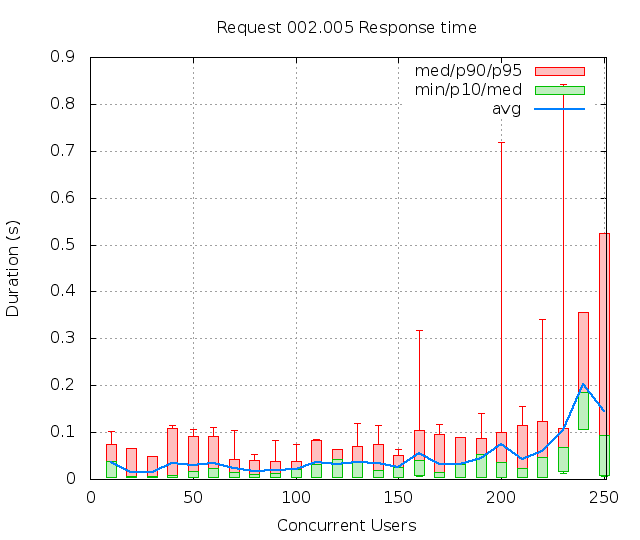 Request 002.005 Response time
0.9
0.8
0.7
0.6
0.5
0.4
0.3
0.2
0.1
0
Duration (s)
med/p90/p95
min/p10/med
avg
0 50 100 150 200 250
Concurrent Users